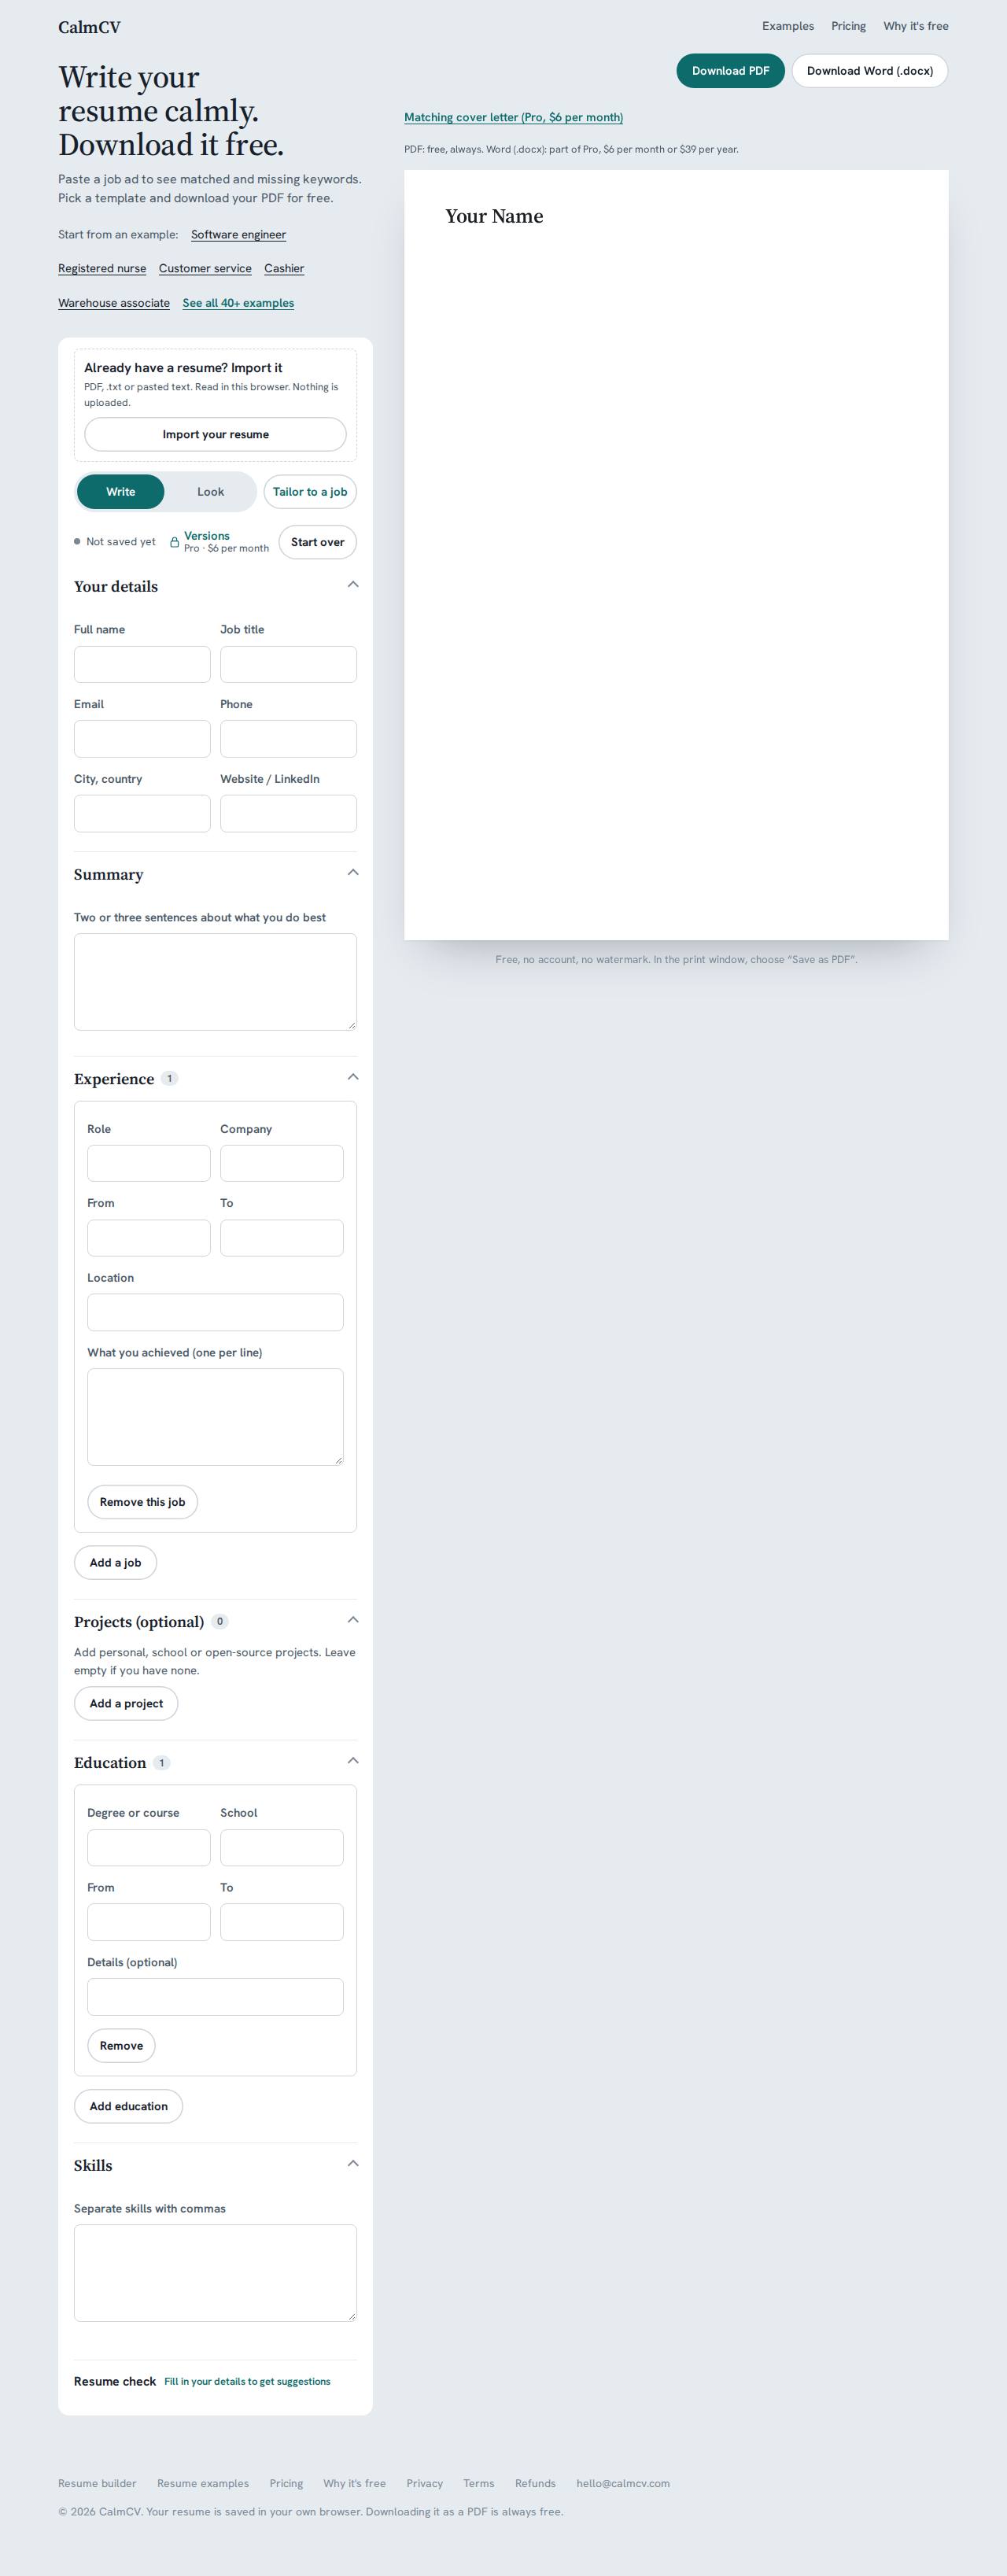 CalmCV
Examples Pricing Why it's free
Write your
resume calmly.
Download it free.
Paste a job ad to see matched and missing keywords.
Pick a template and download your PDF for free.
Start from an example: Software engineer
Registered nurse Customer service Cashier
Warehouse associate See all 40+ examples
Already have a resume? Import it
PDF, .txt or pasted text. Read in this browser. Nothing is
uploaded.
Import your resume
Write Look Tailor to a job
Not saved yet Versions Start over
Pro · $6 per month
Your details
Full name Job title
Email Phone
City, country Website / LinkedIn
Summary
Two or three sentences about what you do best
Experience 1
Role Company
From To
Location
What you achieved (one per line)
Remove this job
Add a job
Projects (optional) 0
Add personal, school or open-source projects. Leave
empty if you have none.
Add a project
Education 1
Degree or course School
From To
Details (optional)
Remove
Add education
Skills
Separate skills with commas
Resume check Fill in your details to get suggestions
Download PDF Download Word (.docx)
Matching cover letter (Pro, $6 per month)
PDF: free, always. Word (.docx): part of Pro, $6 per month or $39 per year.
Your Name
Free, no account, no watermark. In the print window, choose “Save as PDF”.
Resume builder Resume examples Pricing Why it's free Privacy Terms Refunds hello@calmcv.com
© 2026 CalmCV. Your resume is saved in your own browser. Downloading it as a PDF is always free.